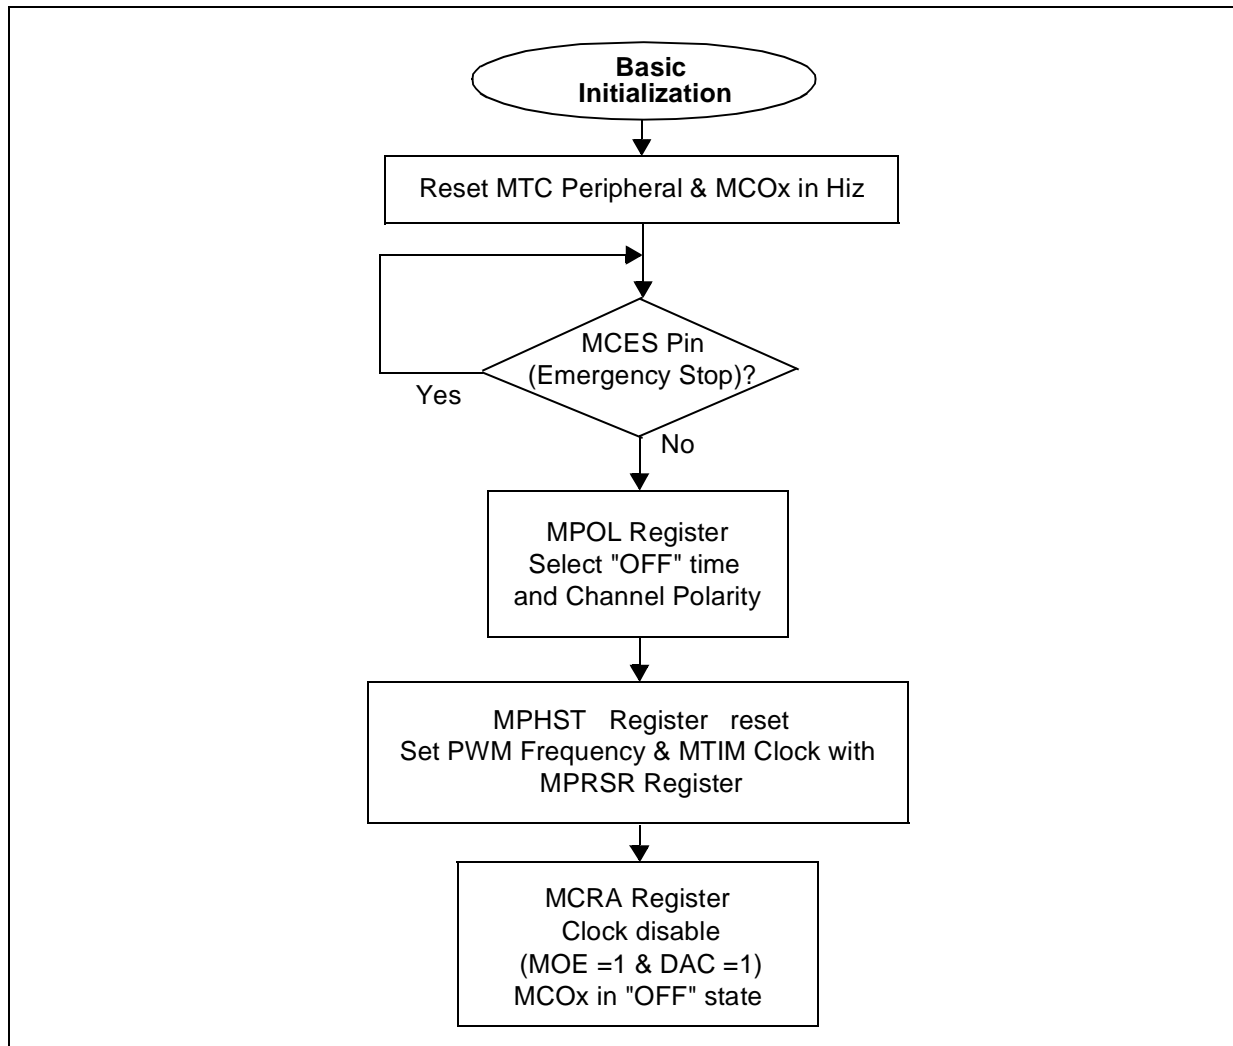 Basic
Initialization
Reset MTC Peripheral & MCOx in Hiz
MCES Pin
(Emergency Stop)?
Yes
No
MPOL Register
Select "OFF" time
and Channel Polarity
MPHST Register reset
Set PWM Frequency & MTIM Clock with
MPRSR Register
MCRA Register
Clock disable
(MOE =1 & DAC =1)
MCOx in "OFF" state